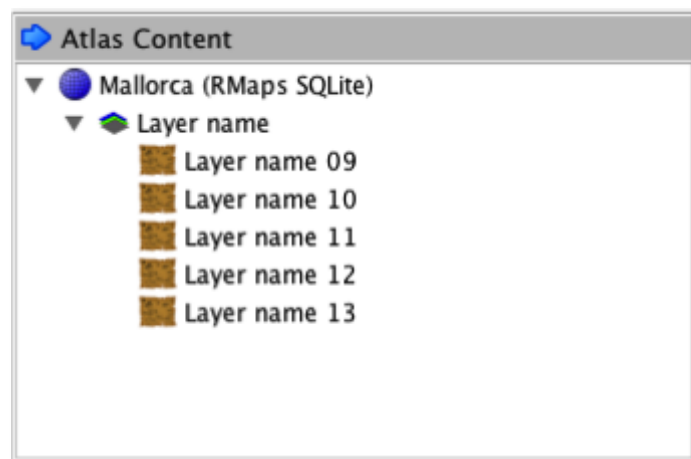 Atlas Content
Mallorca (RMaps SQLite)
Layer name
Layer name 09
Layer name 10
Layer name 11
Layer name 12
Layer name 13